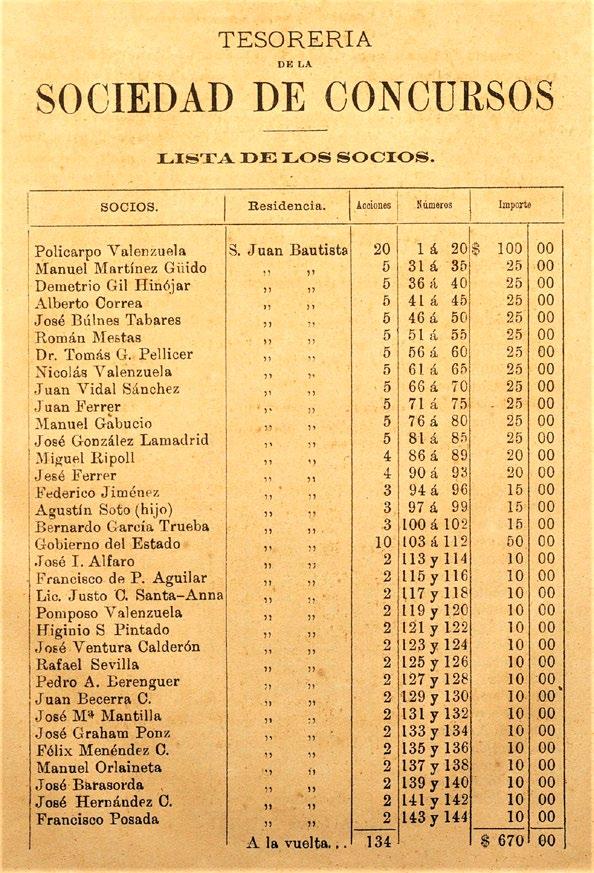 TESORERIA
DE LA
SOCIEDAD DE CONCURSOS
LISTA DE LOS SOCIOS.
SOCIOS. Residencia. Acciones Números Importe
Policarpo Valenzuela S. Juan Bautista 20 1 á 20 $ 100 00
Manuel Martínez Güido ,, ,, 5 31 á 35 25 00
Demetrio Gil Hinójar ,, ,, 5 36 á 40 25 00
Alberto Correa ,, ,, 5 41 á 45 25 00
José Búlnes Tabares ,, ,, 5 46 á 50 25 00
Román Mestas ,, ,, 5 51 á 55 25 00
Dr. Tomás G. Pellicer ,, ,, 5 56 á 60 25 00
Nicolás Valenzuela ,, ,, 5 61 á 65 25 00
Juan Vidal Sánchez ,, ,, 5 66 á 70 25 00
Juan Ferrer ,, ,, 5 71 á 75 25 00
Manuel Gabucio ,, ,, 5 76 á 80 25 00
José González Lamadrid ,, ,, 5 81 á 85 25 00
Miguel Ripoll ,, ,, 4 86 á 89 20 00
Jesé Ferrer ,, ,, 4 90 á 93 20 00
Federico Jiménez ,, ,, 3 94 á 96 15 00
Agustín Soto (hijo) ,, ,, 3 97 á 99 15 00
Bernardo García Trueba ,, ,, 3 100 á 102 15 00
Gobierno del Estado ,, ,, 10 103 á 112 50 00
José I. Alfaro ,, ,, 2 113 y 114 10 00
Francisco de P. Aguilar ,, ,, 2 115 y 116 10 00
Lic. Justo C. Santa-Anna ,, ,, 2 117 y 118 10 00
Pomposo Valenzuela ,, ,, 2 119 y 120 10 00
Higinio S Pintado ,, ,, 2 121 y 122 10 00
José Ventura Calderón ,, ,, 2 123 y 124 10 00
Rafael Sevilla ,, ,, 2 125 y 126 10 00
Pedro A. Berenguer ,, ,, 2 127 y 128 10 00
Juan Becerra C. ,, ,, 2 129 y 130 10 00
José Mª Mantilla ,, ,, 2 131 y 132 10 00
José Graham Ponz ,, ,, 2 133 y 134 10 00
Félix Menéndez C. ,, ,, 2 135 y 136 10 00
Manuel Orlaineta ,, ,, 2 137 y 138 10 00
José Barasorda ,, ,, 2 139 y 140 10 00
José Hernández C. ,, ,, 2 141 y 142 10 00
Francisco Posada ,, ,, 2 143 y 144 10 00
A la vuelta... 134 $ 670 00